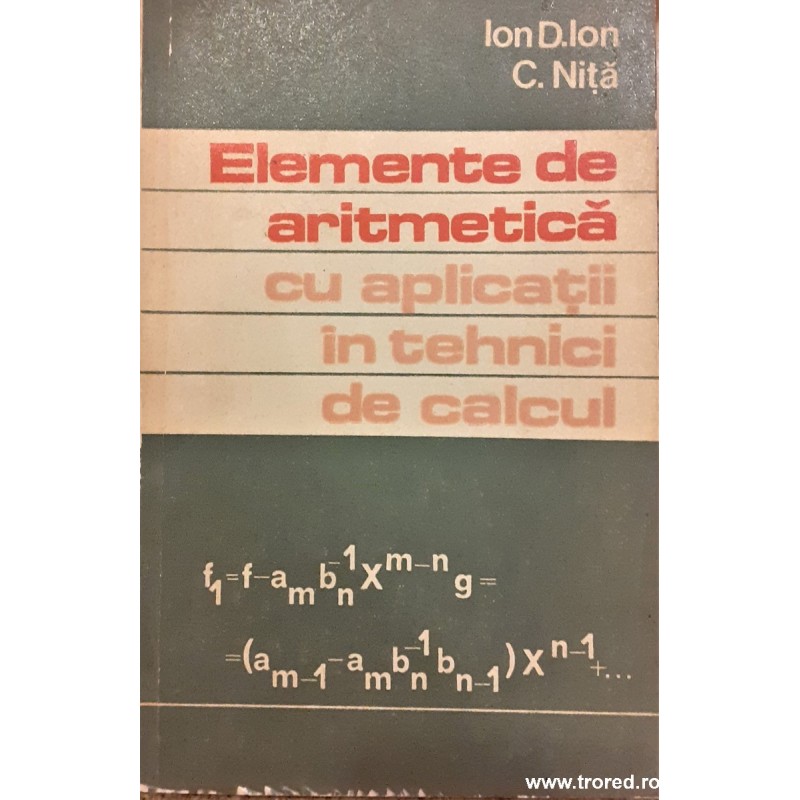 Ion D. Ion
C. Niță
Elemente de
aritmetică
cu aplicații
în tehnici
de calcul
f₁=f−aₘbₙ⁻¹Xᵐ⁻ⁿg=
=(aₘ₋₁−aₘbₙ⁻¹bₙ₋₁)Xⁿ⁻¹+...
www.trored.ro